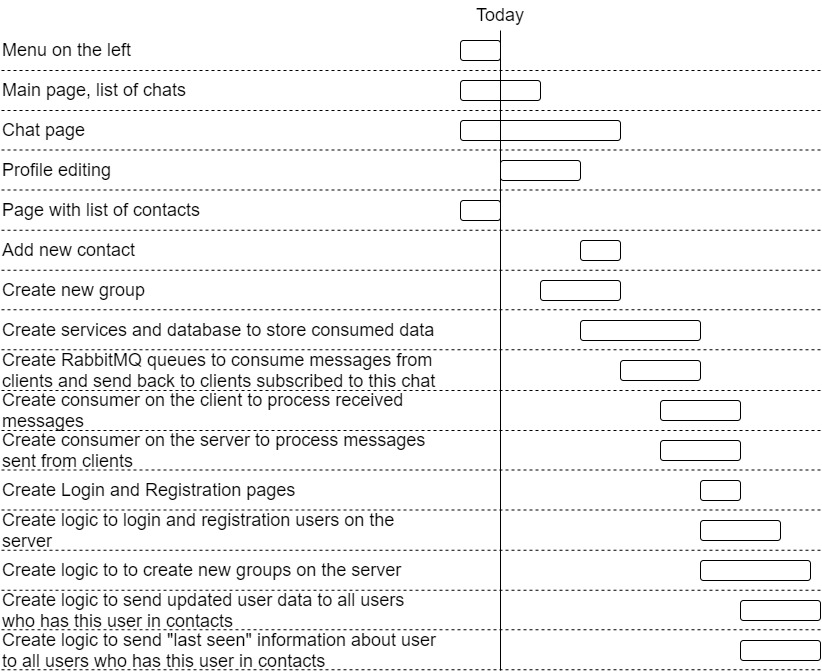 Today
Menu on the left
Main page, list of chats
Chat page
Profile editing
Page with list of contacts
Add new contact
Create new group
Create services and database to store consumed data
Create RabbitMQ queues to consume messages from
clients and send back to clients subscribed to this chat
Create consumer on the client to process received
messages
Create consumer on the server to process messages
sent from clients
Create Login and Registration pages
Create logic to login and registration users on the
server
Create logic to to create new groups on the server
Create logic to send updated user data to all users
who has this user in contacts
Create logic to send "last seen" information about user
to all users who has this user in contacts